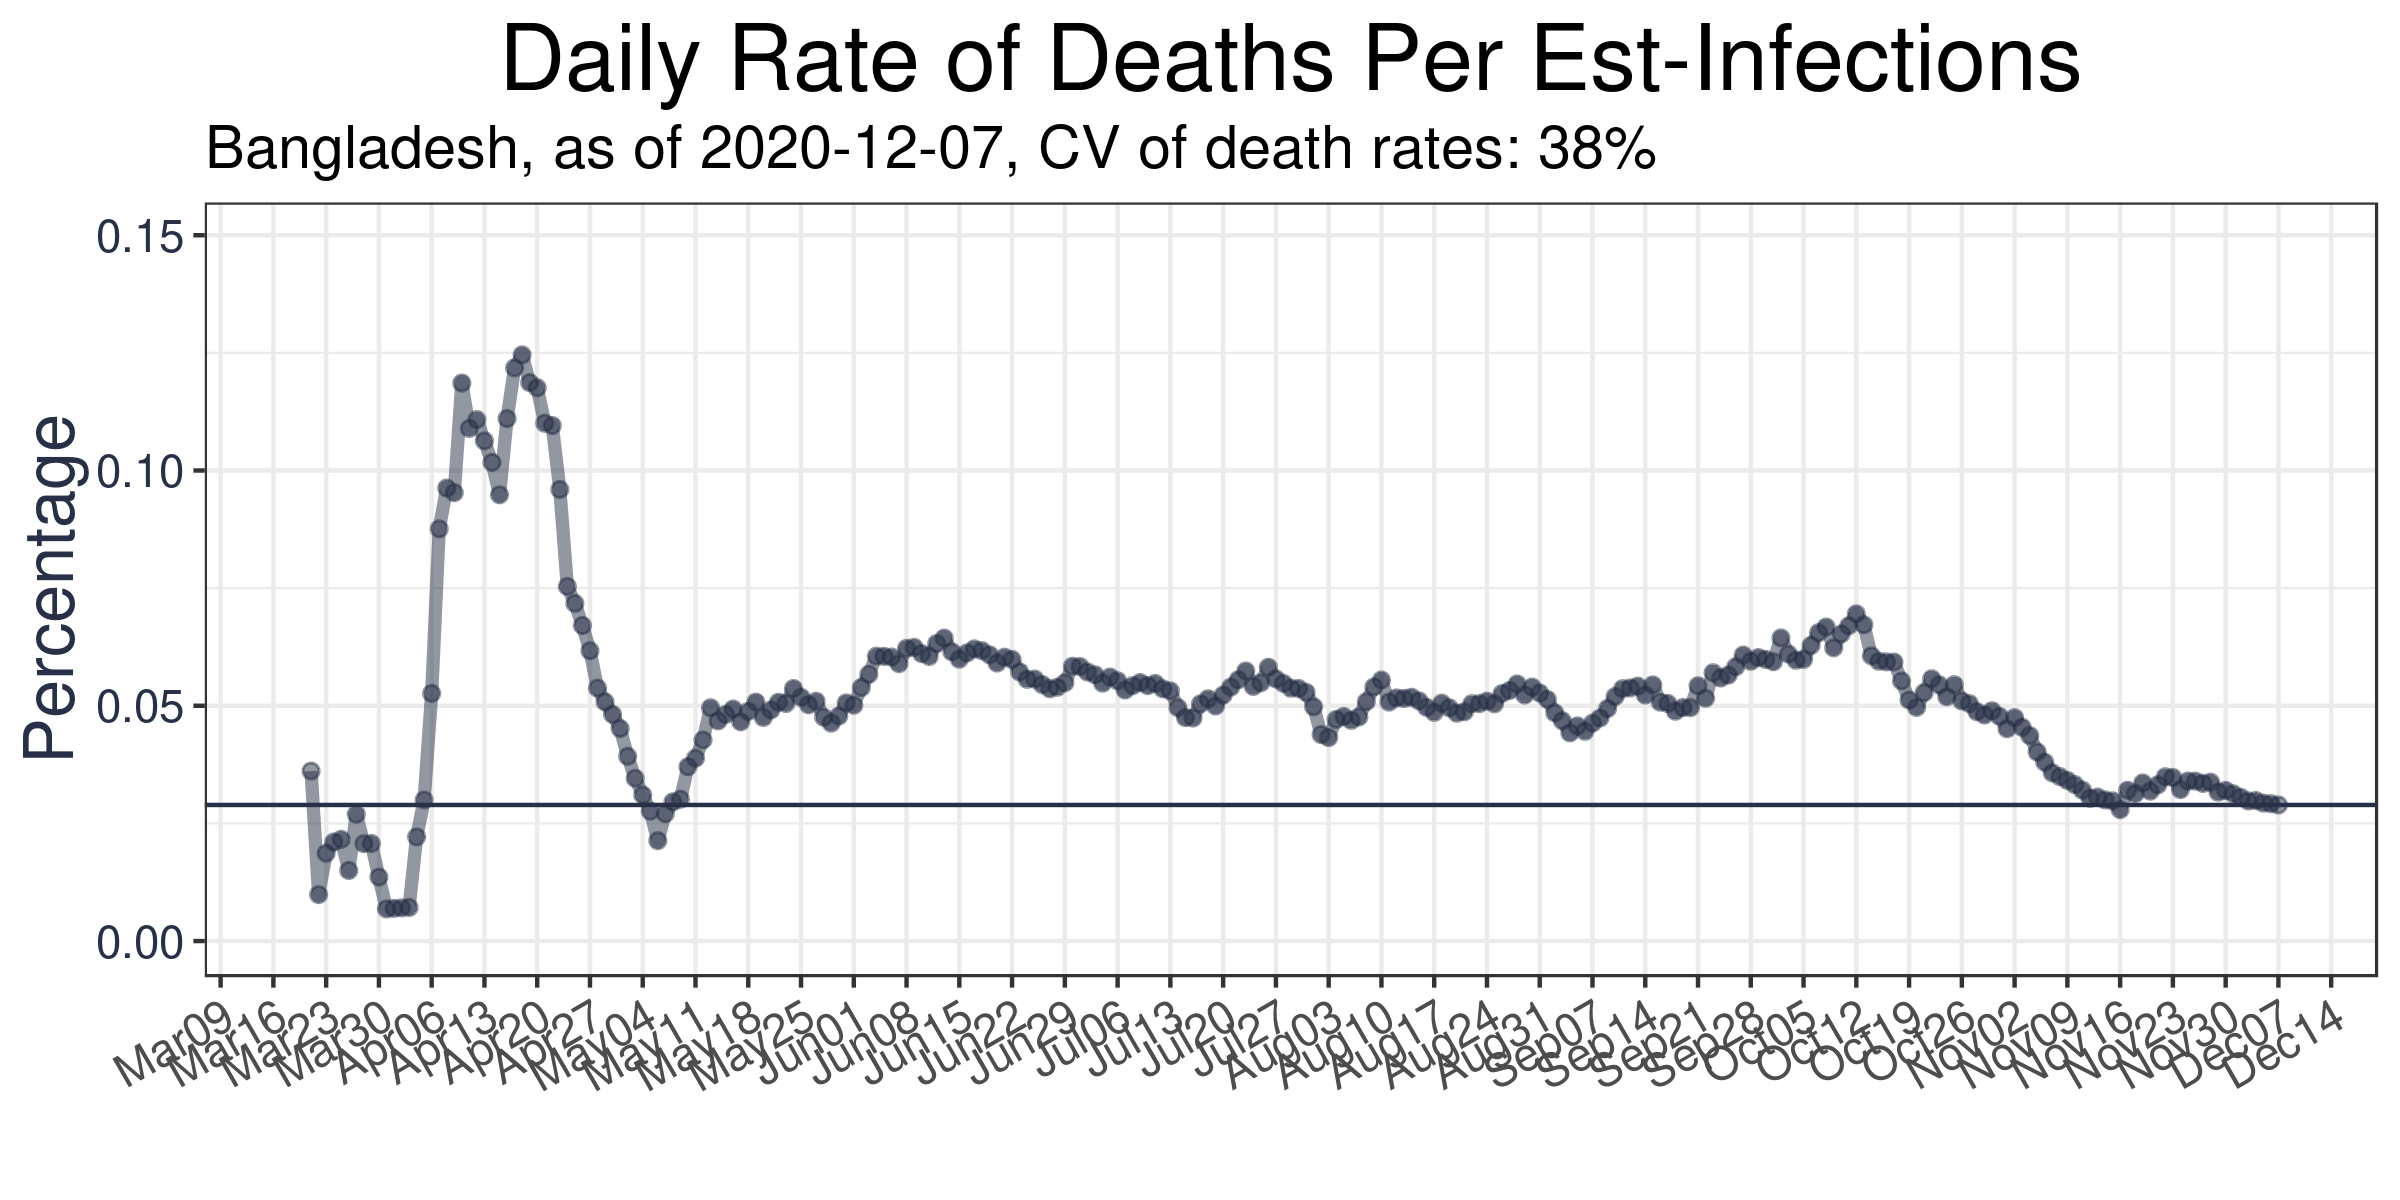 Daily Rate of Deaths Per Est-Infections
Bangladesh, as of 2020-12-07, CV of death rates: 38%
Percentage
0.15
0.10
0.05
0.00
Mar09
Mar16
Mar23
Mar30
Apr06
Apr13
Apr20
Apr27
May04
May11
May18
May25
Jun01
Jun08
Jun15
Jun22
Jun29
Jul06
Jul13
Jul20
Jul27
Aug03
Aug10
Aug17
Aug24
Aug31
Sep07
Sep14
Sep21
Sep28
Oct05
Oct12
Oct19
Oct26
Nov02
Nov09
Nov16
Nov23
Nov30
Dec07
Dec14